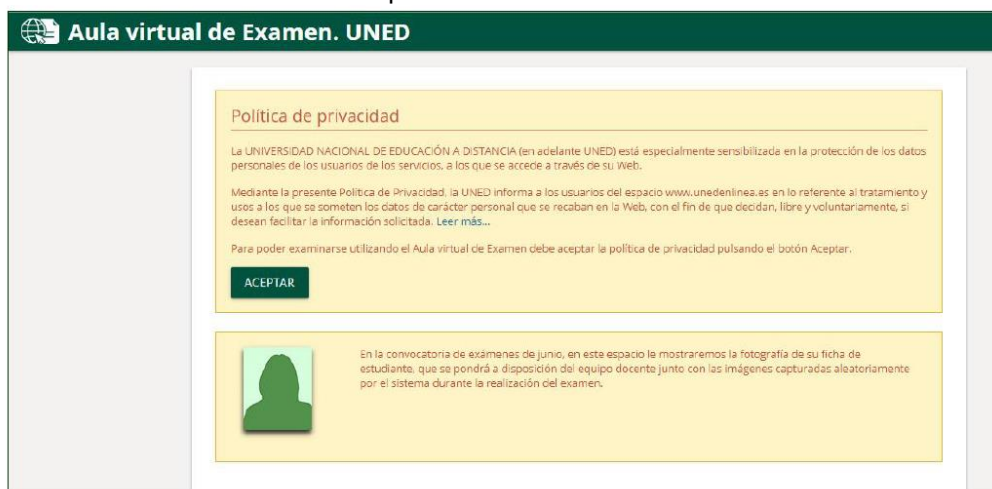 Aula virtual de Examen. UNED
Política de privacidad
La UNIVERSIDAD NACIONAL DE EDUCACIÓN A DISTANCIA (en adelante UNED) está especialmente sensibilizada en la protección de los datos
personales de los usuarios de los servicios, a los que se accede a través de su Web.
Mediante la presente Política de Privacidad, la UNED informa a los usuarios del espacio www.unedenlinea.es en lo referente al tratamiento y
usos a los que se someten los datos de carácter personal que se recaban en la Web, con el fin de que decidan, libre y voluntariamente, si
desean facilitar la información solicitada. Leer más...
Para poder examinarse utilizando el Aula virtual de Examen debe aceptar la política de privacidad pulsando el botón Aceptar.
ACEPTAR
En la convocatoria de exámenes de junio, en este espacio le mostraremos la fotografía de su ficha de
estudiante, que se pondrá a disposición del equipo docente junto con las imágenes capturadas aleatoriamente
por el sistema durante la realización del examen.